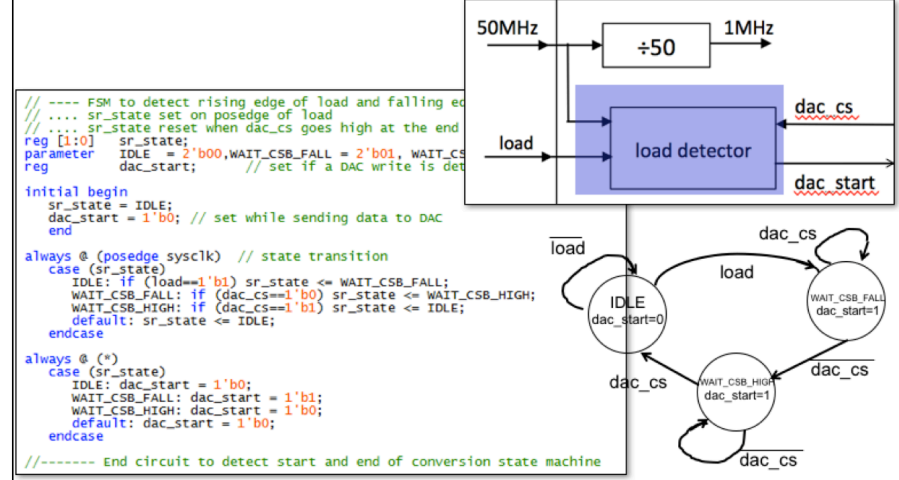 50MHz
÷50
1MHz
load
load detector
dac_cs
dac_start
// ---- FSM to detect rising edge of load and falling
// .... sr_state set on posedge of load
// .... sr_state reset when dac_cs goes high at the end
reg [1:0] sr_state;
parameter IDLE = 2'b00,WAIT_CSB_FALL = 2'b01, WAIT_CS
reg dac_start; // set if a DAC write is det
initial begin
sr_state = IDLE;
dac_start = 1'b0; // set while sending data to DAC
end
always @ (posedge sysclk) // state transition
case (sr_state)
IDLE: if (load==1'b1) sr_state <= WAIT_CSB_FALL;
WAIT_CSB_FALL: if (dac_cs==1'b0) sr_state <= WAIT_CSB_HIGH;
WAIT_CSB_HIGH: if (dac_cs==1'b1) sr_state <= IDLE;
default: sr_state <= IDLE;
endcase
always @ (*)
case (sr_state)
IDLE: dac_start = 1'b0;
WAIT_CSB_FALL: dac_start = 1'b1;
WAIT_CSB_HIGH: dac_start = 1'b0;
default: dac_start = 1'b0;
endcase
//------- End circuit to detect start and end of conversion state machine
load
dac_cs
load
IDLE
dac_start=0
WAIT_CSB_FALL
dac_start=1
dac_cs
dac_cs
WAIT_CSB_HIGH
dac_start=1
dac_cs